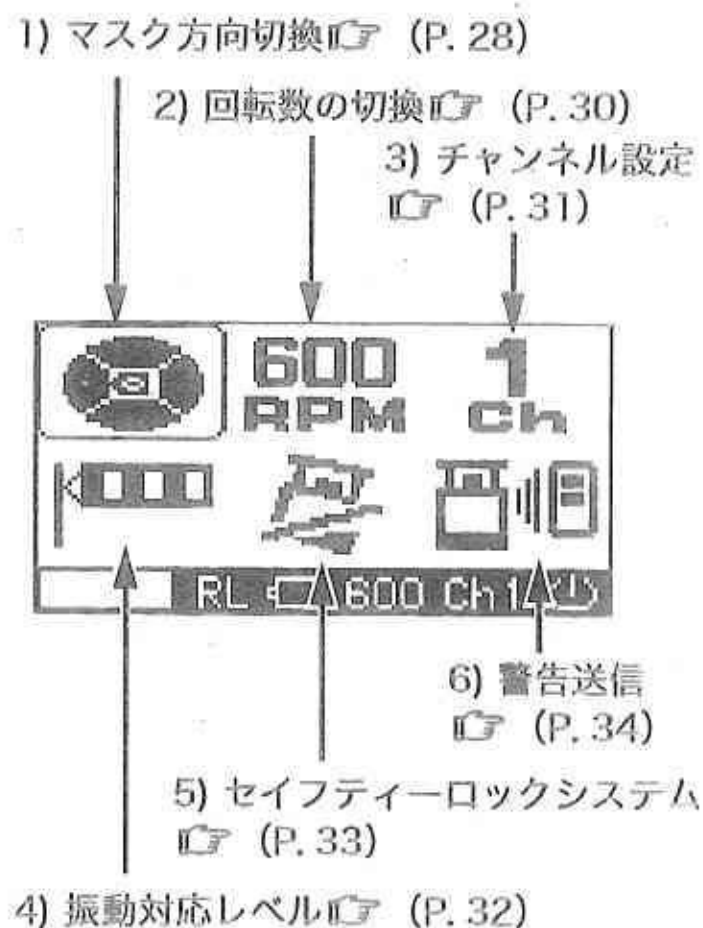 1) マスク方向切換☞ (P. 28)
2) 回転数の切換☞ (P. 30)
3) チャンネル設定
☞ (P. 31)
600 1
RPM Ch
RL 600 Ch1
6) 警告送信
☞ (P. 34)
5) セイフティーロックシステム
☞ (P. 33)
4) 振動対応レベル☞ (P. 32)